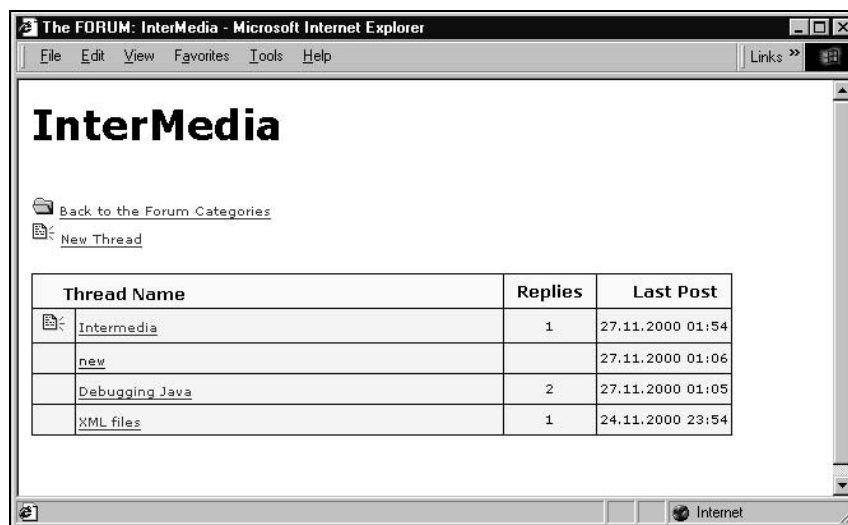 The FORUM: InterMedia - Microsoft Internet Explorer
File Edit View Favorites Tools Help Links »
InterMedia
Back to the Forum Categories
New Thread
Thread Name Replies Last Post
Intermedia 1 27.11.2000 01:54
new 27.11.2000 01:06
Debugging Java 2 27.11.2000 01:05
XML files 1 24.11.2000 23:54
Internet